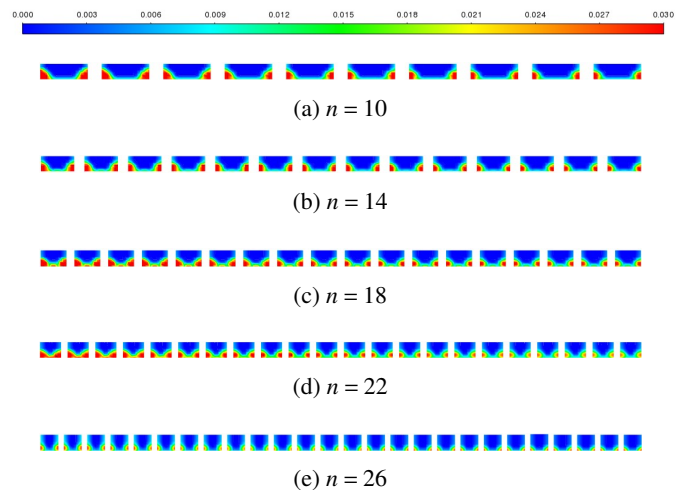 0.000 0.003 0.006 0.009 0.012 0.015 0.018 0.021 0.024 0.027 0.030
(a) n = 10
(b) n = 14
(c) n = 18
(d) n = 22
(e) n = 26